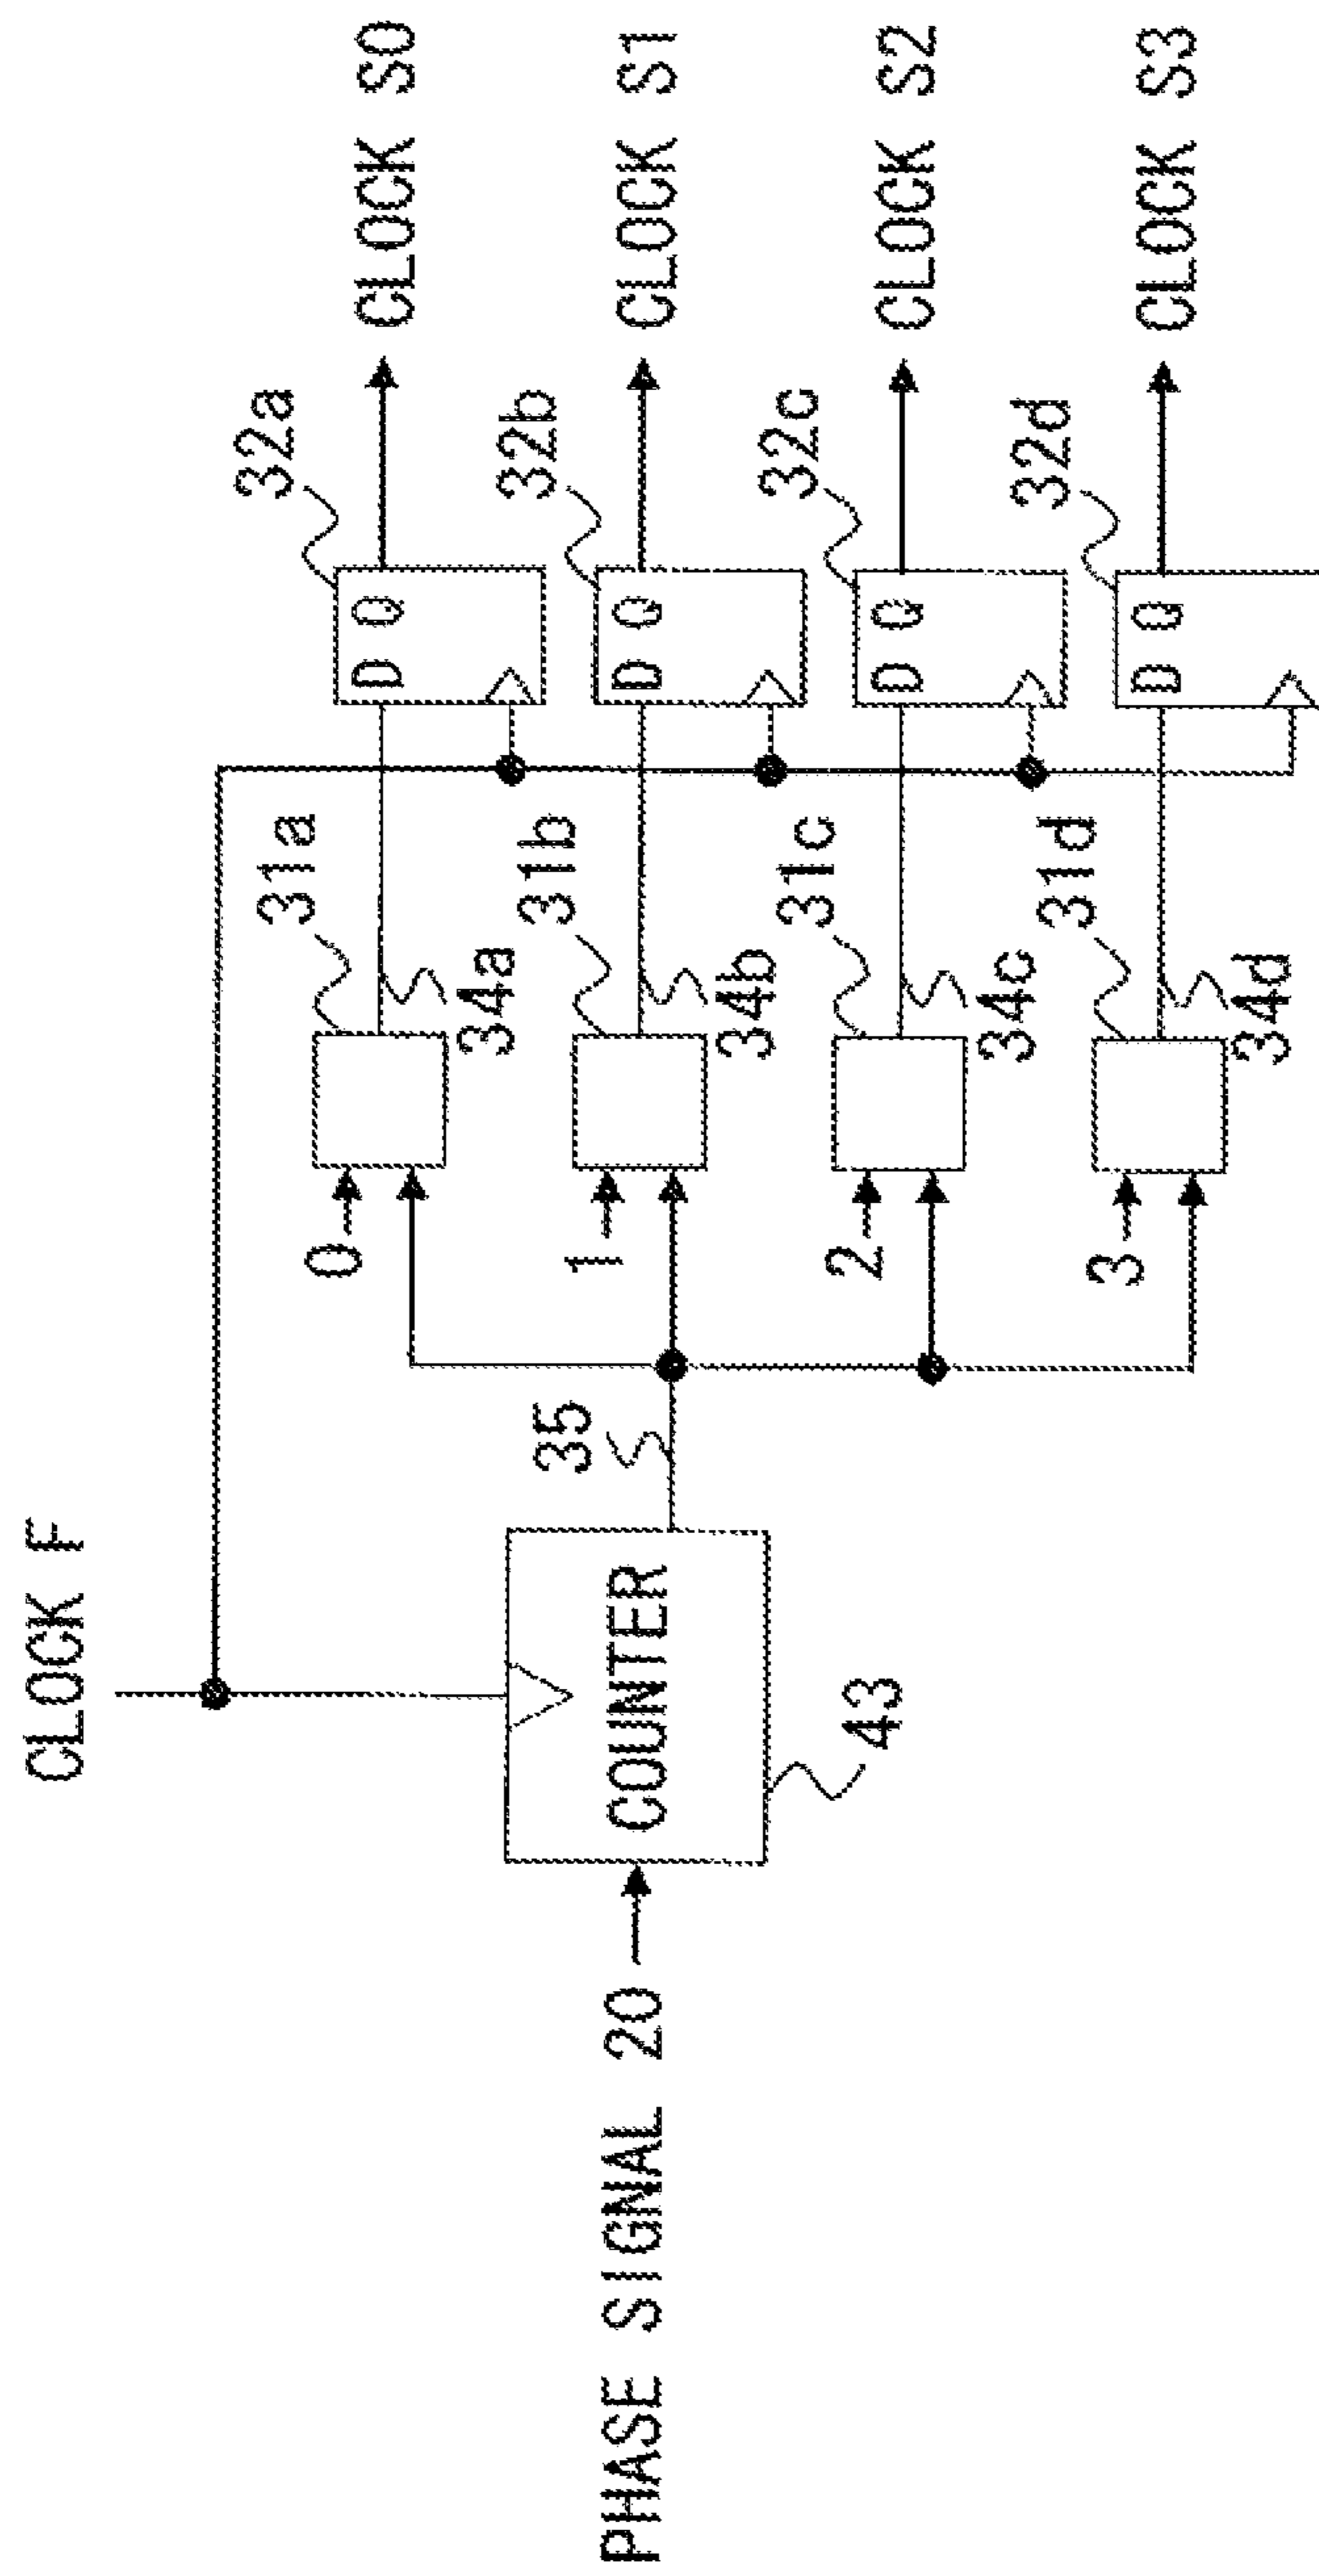 CLOCK F
PHASE SIGNAL 20
COUNTER
43
35
0
31a
34a
D Q
32a
CLOCK S0
1
31b
34b
D Q
32b
CLOCK S1
2
31c
34c
D Q
32c
CLOCK S2
3
31d
34d
D Q
32d
CLOCK S3